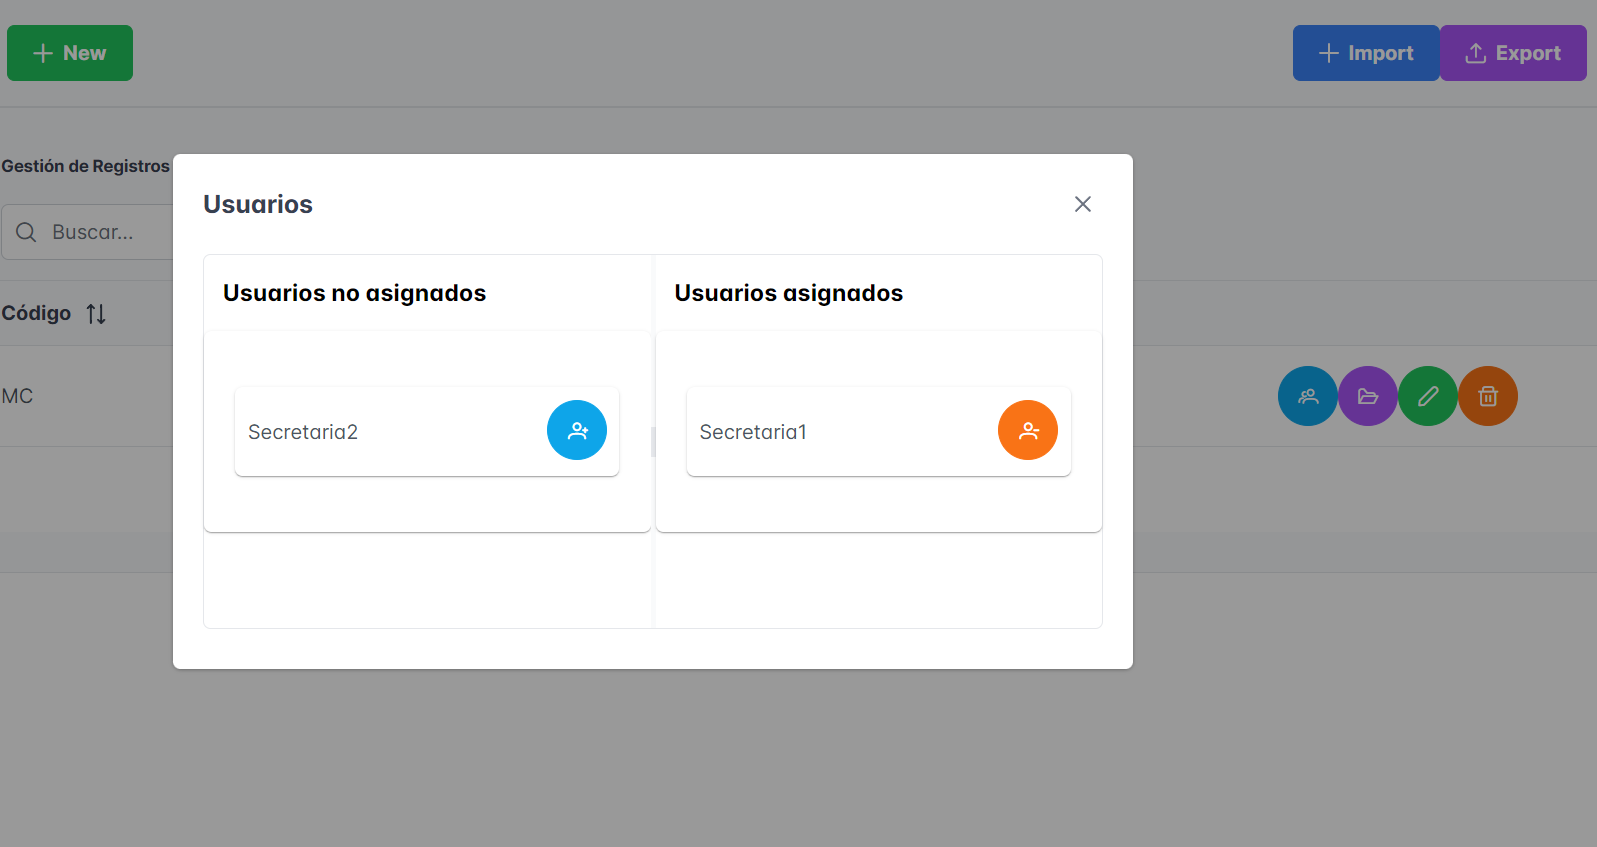 New
Import
Export
Gestión de Registros
Buscar...
Código
MC
Usuarios
Usuarios no asignados
Usuarios asignados
Secretaria2
Secretaria1